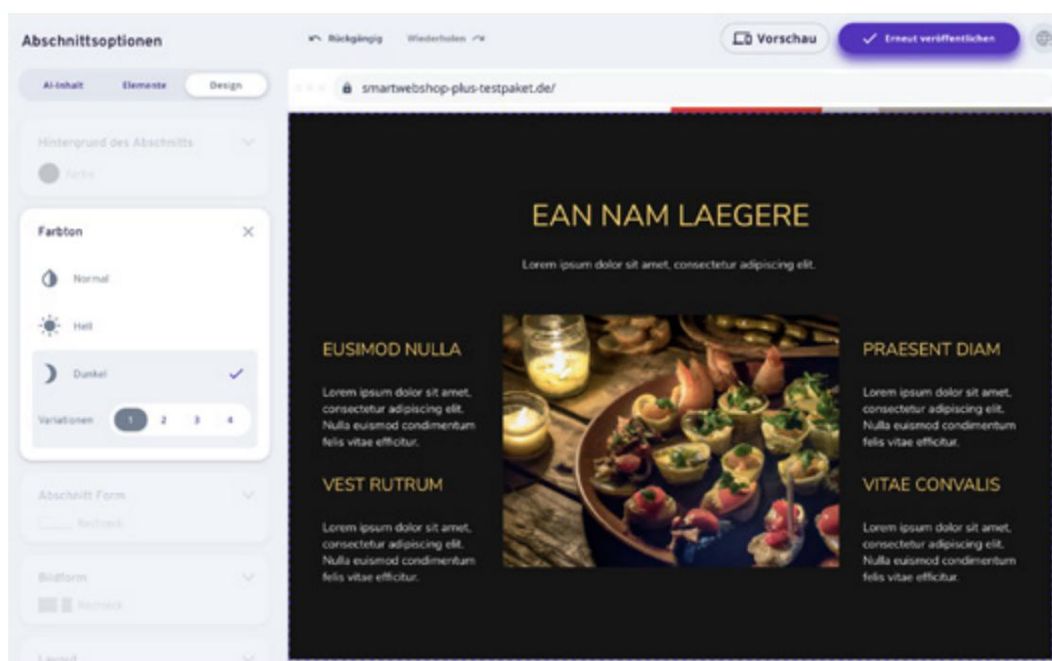 Abschnittsoptionen
Rückgängig
Wiederholen
Vorschau
Erneut veröffentlichen
AI-Inhalt
Elemente
Design
smartwebshop-plus-testpaket.de/
Hintergrund des Abschnitts
Farbe
Farbton
Normal
Hell
Dunkel
Variationen 1 2 3 4
Abschnitt Form
Rechteck
Bildform
Rechteck
Layout
EAN NAM LAEGERE
Lorem ipsum dolor sit amet, consectetur adipiscing elit.
EUSIMOD NULLA
Lorem ipsum dolor sit amet,
consectetur adipiscing elit.
Nulla euismod condimentum
felis vitae efficitur.
VEST RUTRUM
Lorem ipsum dolor sit amet,
consectetur adipiscing elit.
Nulla euismod condimentum
felis vitae efficitur.
PRAESENT DIAM
Lorem ipsum dolor sit amet,
consectetur adipiscing elit.
Nulla euismod condimentum
felis vitae efficitur.
VITAE CONVALIS
Lorem ipsum dolor sit amet,
consectetur adipiscing elit.
Nulla euismod condimentum
felis vitae efficitur.